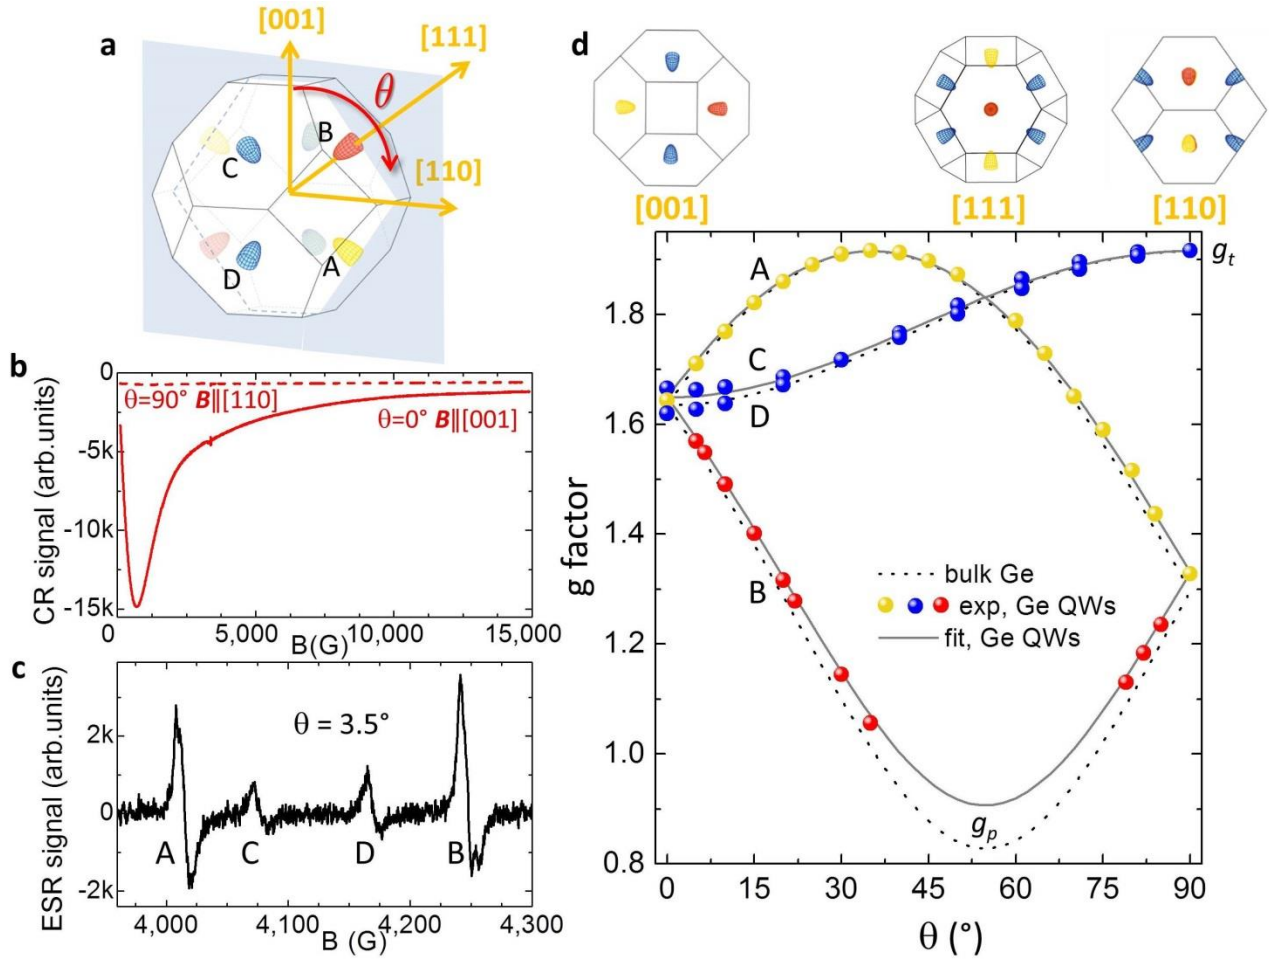 a
[001]
[111]
θ
B
C
[110]
D
A
b
0
-5k
-10k
-15k
CR signal (arb.units)
θ=90° B||[110]
θ=0° B||[001]
0
5,000
10,000
15,000
B(G)
c
2k
0
-2k
ESR signal (arb.units)
θ = 3.5°
A
C
D
B
4,000
4,100
4,200
4,300
B (G)
d
[001]
[111]
[110]
1.8
1.6
1.4
1.2
1.0
0.8
g factor
A
C
D
B
gt
gp
bulk Ge
exp, Ge QWs
fit, Ge QWs
0
15
30
45
60
75
90
θ (°)